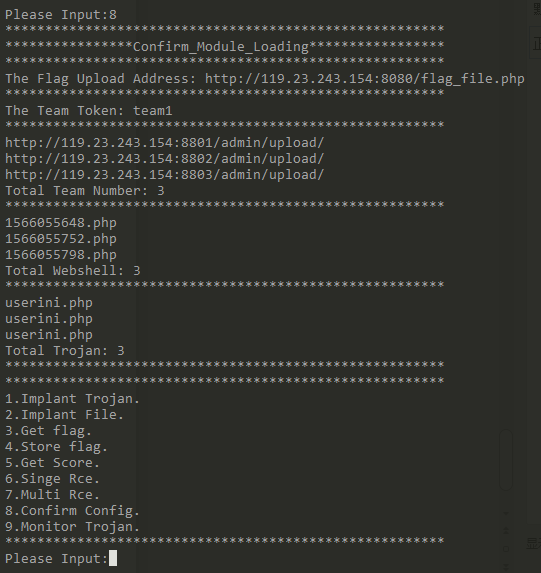 Please Input:8
*******************************************************
****************Confirm_Module_Loading*****************
*******************************************************
The Flag Upload Address: http://119.23.243.154:8080/flag_file.php
*******************************************************
The Team Token: team1
*******************************************************
http://119.23.243.154:8801/admin/upload/
http://119.23.243.154:8802/admin/upload/
http://119.23.243.154:8803/admin/upload/
Total Team Number: 3
*******************************************************
1566055648.php
1566055752.php
1566055798.php
Total Webshell: 3
*******************************************************
userini.php
userini.php
userini.php
Total Trojan: 3
*******************************************************
*******************************************************
1.Implant Trojan.
2.Implant File.
3.Get flag.
4.Store flag.
5.Get Score.
6.Singe Rce.
7.Multi Rce.
8.Confirm Config.
9.Monitor Trojan.
*******************************************************
Please Input: